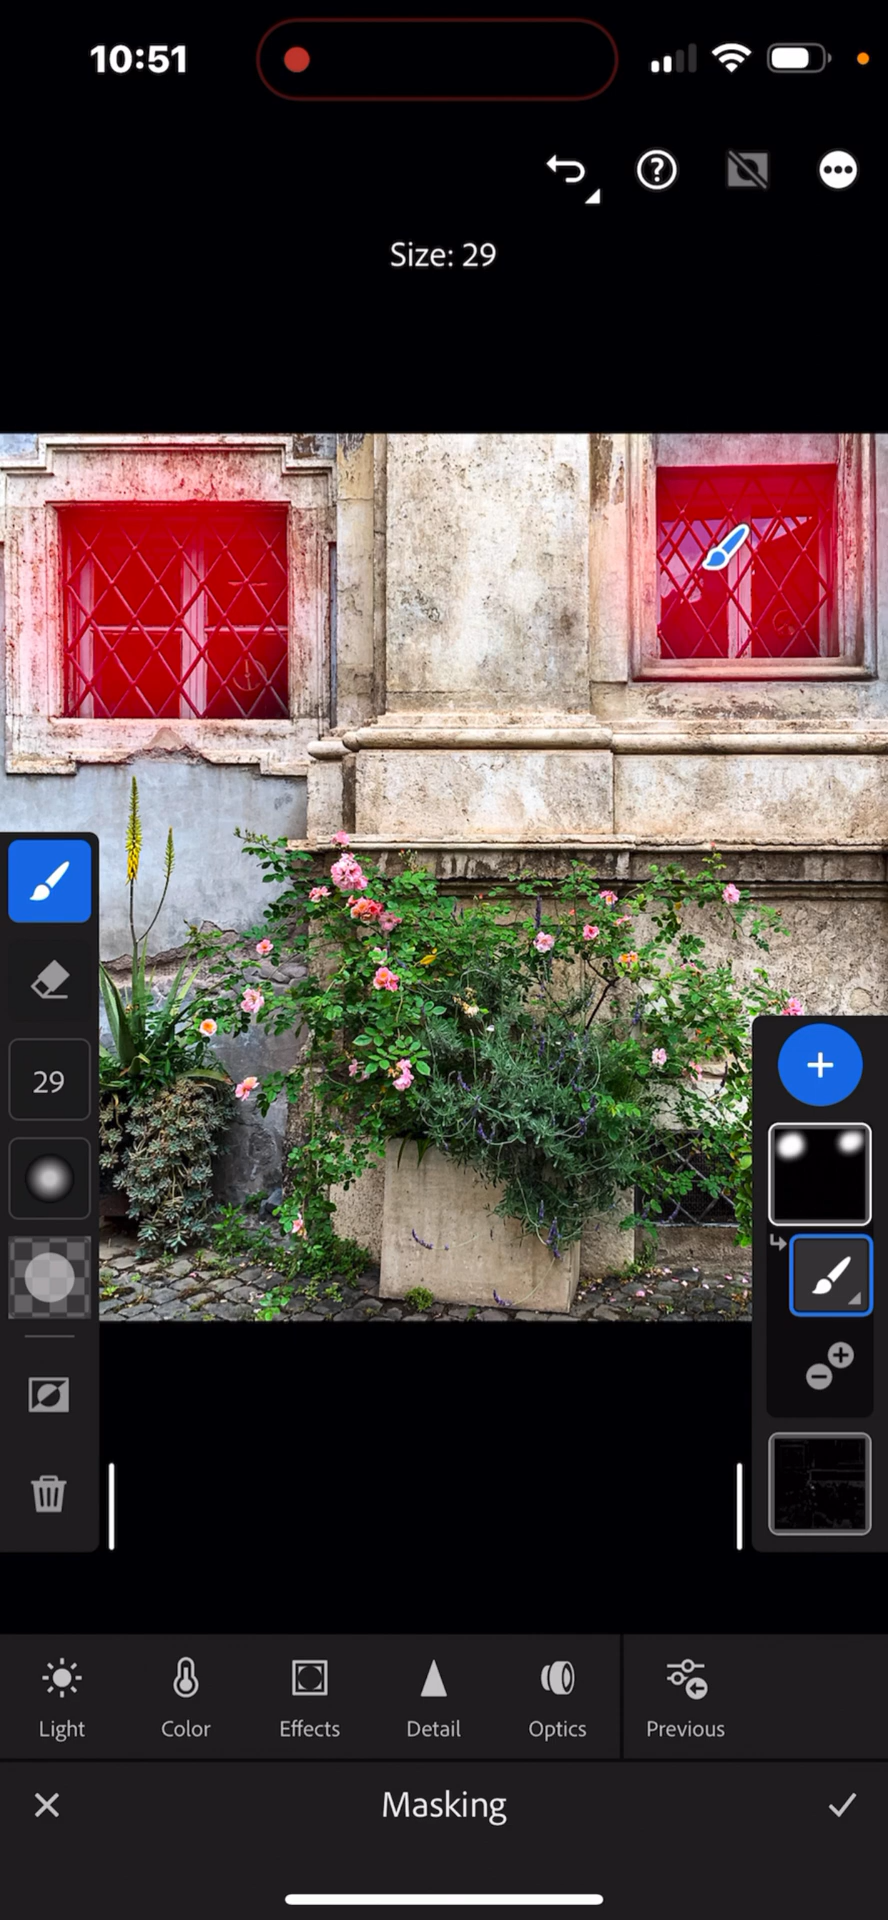 10:51
Size: 29
29
Light
Color
Effects
Detail
Optics
Previous
Masking